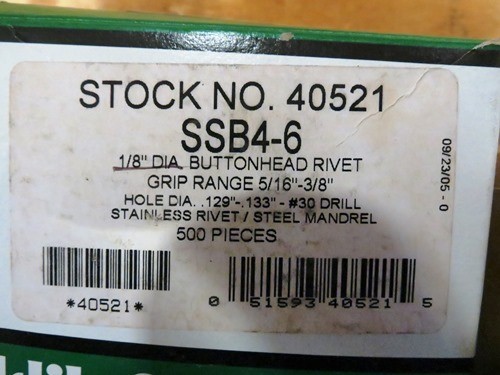 STOCK NO. 40521
SSB4-6
1/8" DIA. BUTTONHEAD RIVET
GRIP RANGE 5/16"-3/8"
HOLE DIA. .129"-.133" - #30 DRILL
STAINLESS RIVET / STEEL MANDREL
500 PIECES
*40521*
0 51593 40521 5
09/23/05 - 0